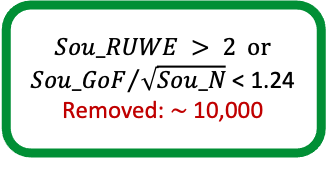 Sou_RUWE > 2 or
Sou_GoF/√Sou_N < 1.24
Removed: ~ 10,000